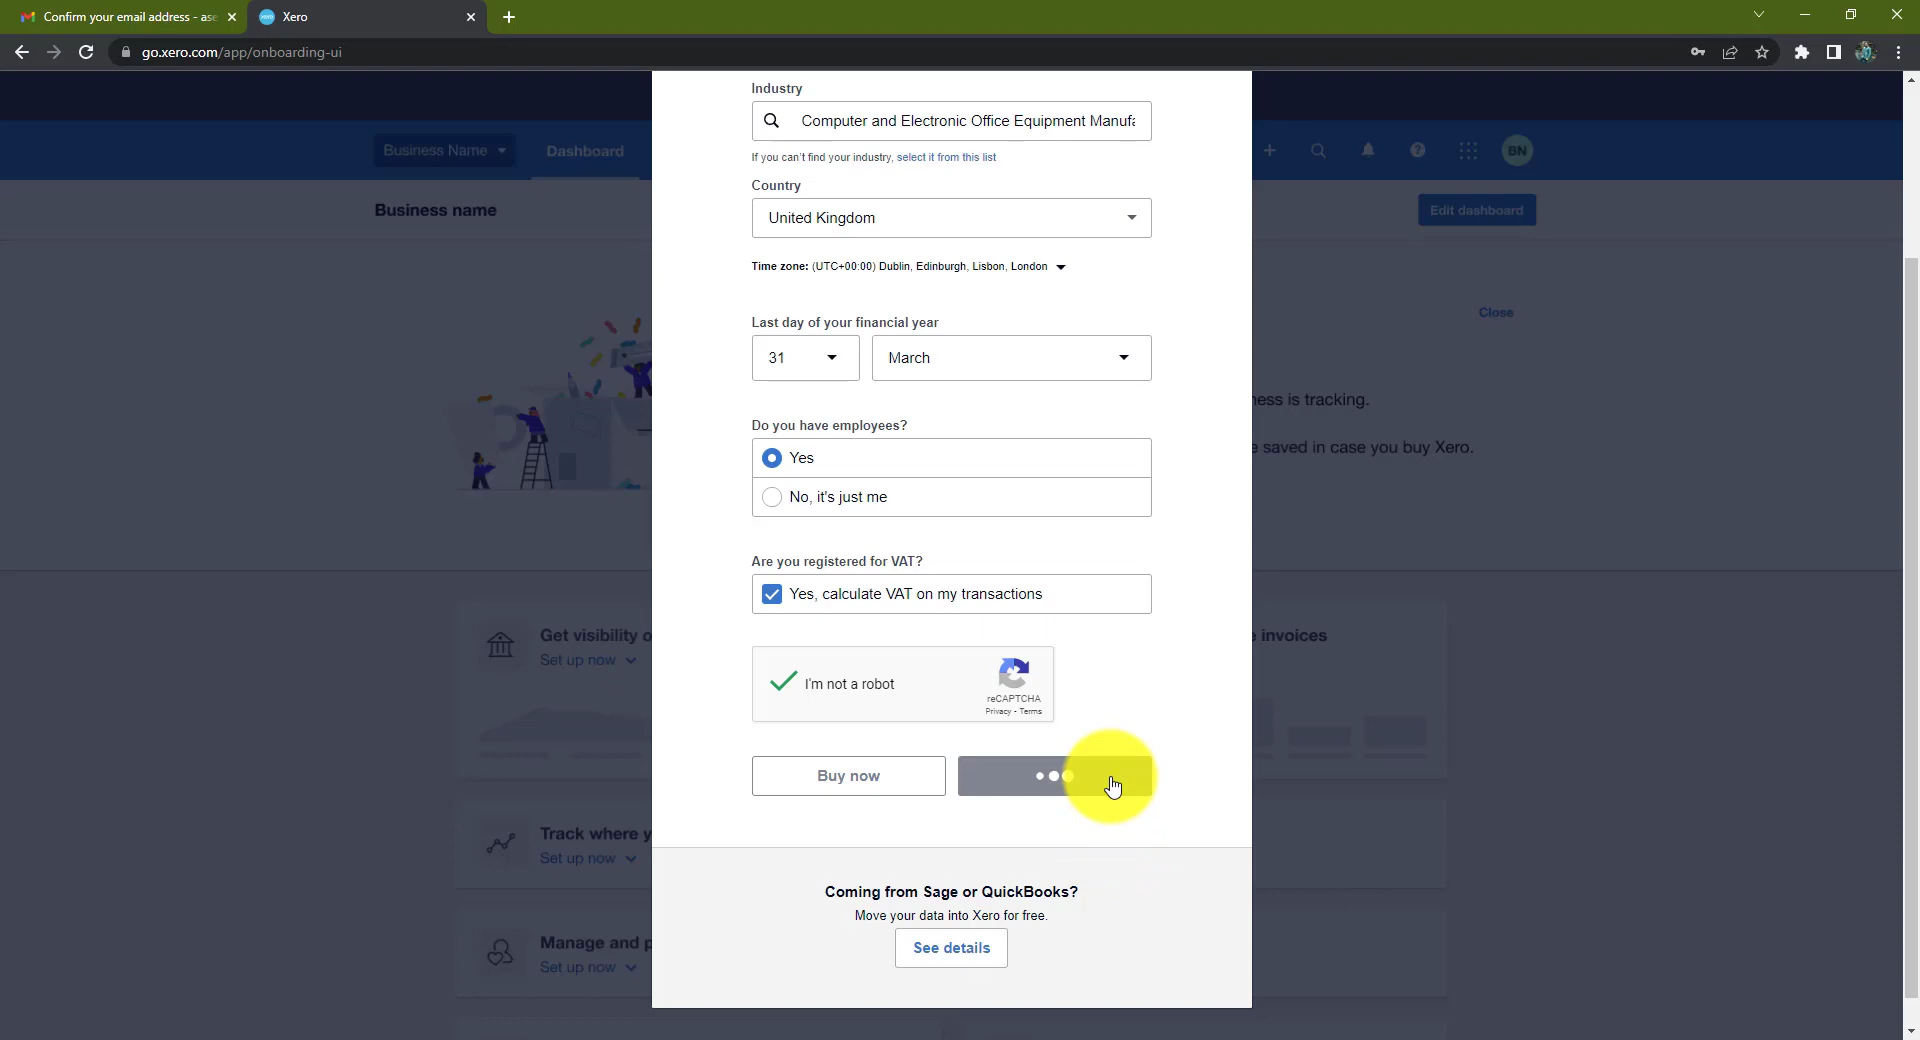 Confirm your email address - ase
Xero
go.xero.com/app/onboarding-ui
Industry
Computer and Electronic Office Equipment Manufa
If you can't find your industry, select it from this list
Business Name
Dashboard
BN
Country
Business name
United Kingdom
Edit dashboard
Time zone: (UTC+00:00) Dublin, Edinburgh, Lisbon, London
Close
Last day of your financial year
31
March
ness is tracking.
Do you have employees?
e saved in case you buy Xero.
Yes
No, it's just me
Are you registered for VAT?
Yes, calculate VAT on my transactions
Get visibility o
e invoices
Set up now
I'm not a robot
reCAPTCHA
Privacy - Terms
Buy now
Track where y
Set up now
Coming from Sage or QuickBooks?
Move your data into Xero for free.
Manage and p
See details
Set up now